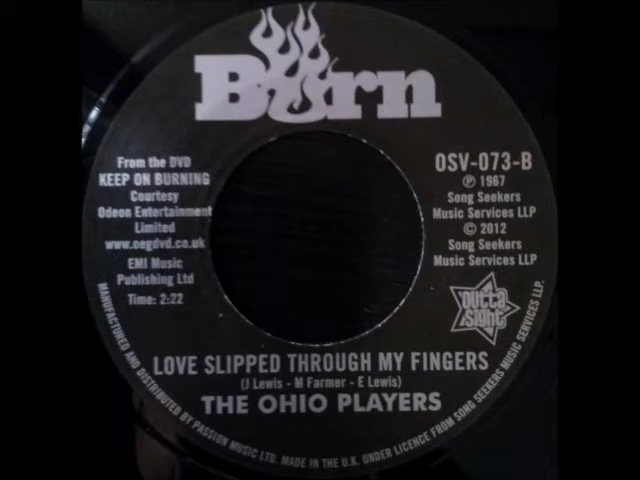 Burn
From the DVD
KEEP ON BURNING
Courtesy
Odeon Entertainment
Limited
www.oegdvd.co.uk
EMI Music
Publishing Ltd
Time: 2:22
OSV-073-B
Ⓟ 1967
Song Seekers
Music Services LLP
© 2012
Song Seekers
Music Services LLP
outta
sight
LOVE SLIPPED THROUGH MY FINGERS
(J Lewis - M Farmer - E Lewis)
THE OHIO PLAYERS
MANUFACTURED AND DISTRIBUTED BY PASSION MUSIC LTD. MADE IN THE U.K. UNDER LICENCE FROM SONG SEEKERS MUSIC SERVICES LLP.